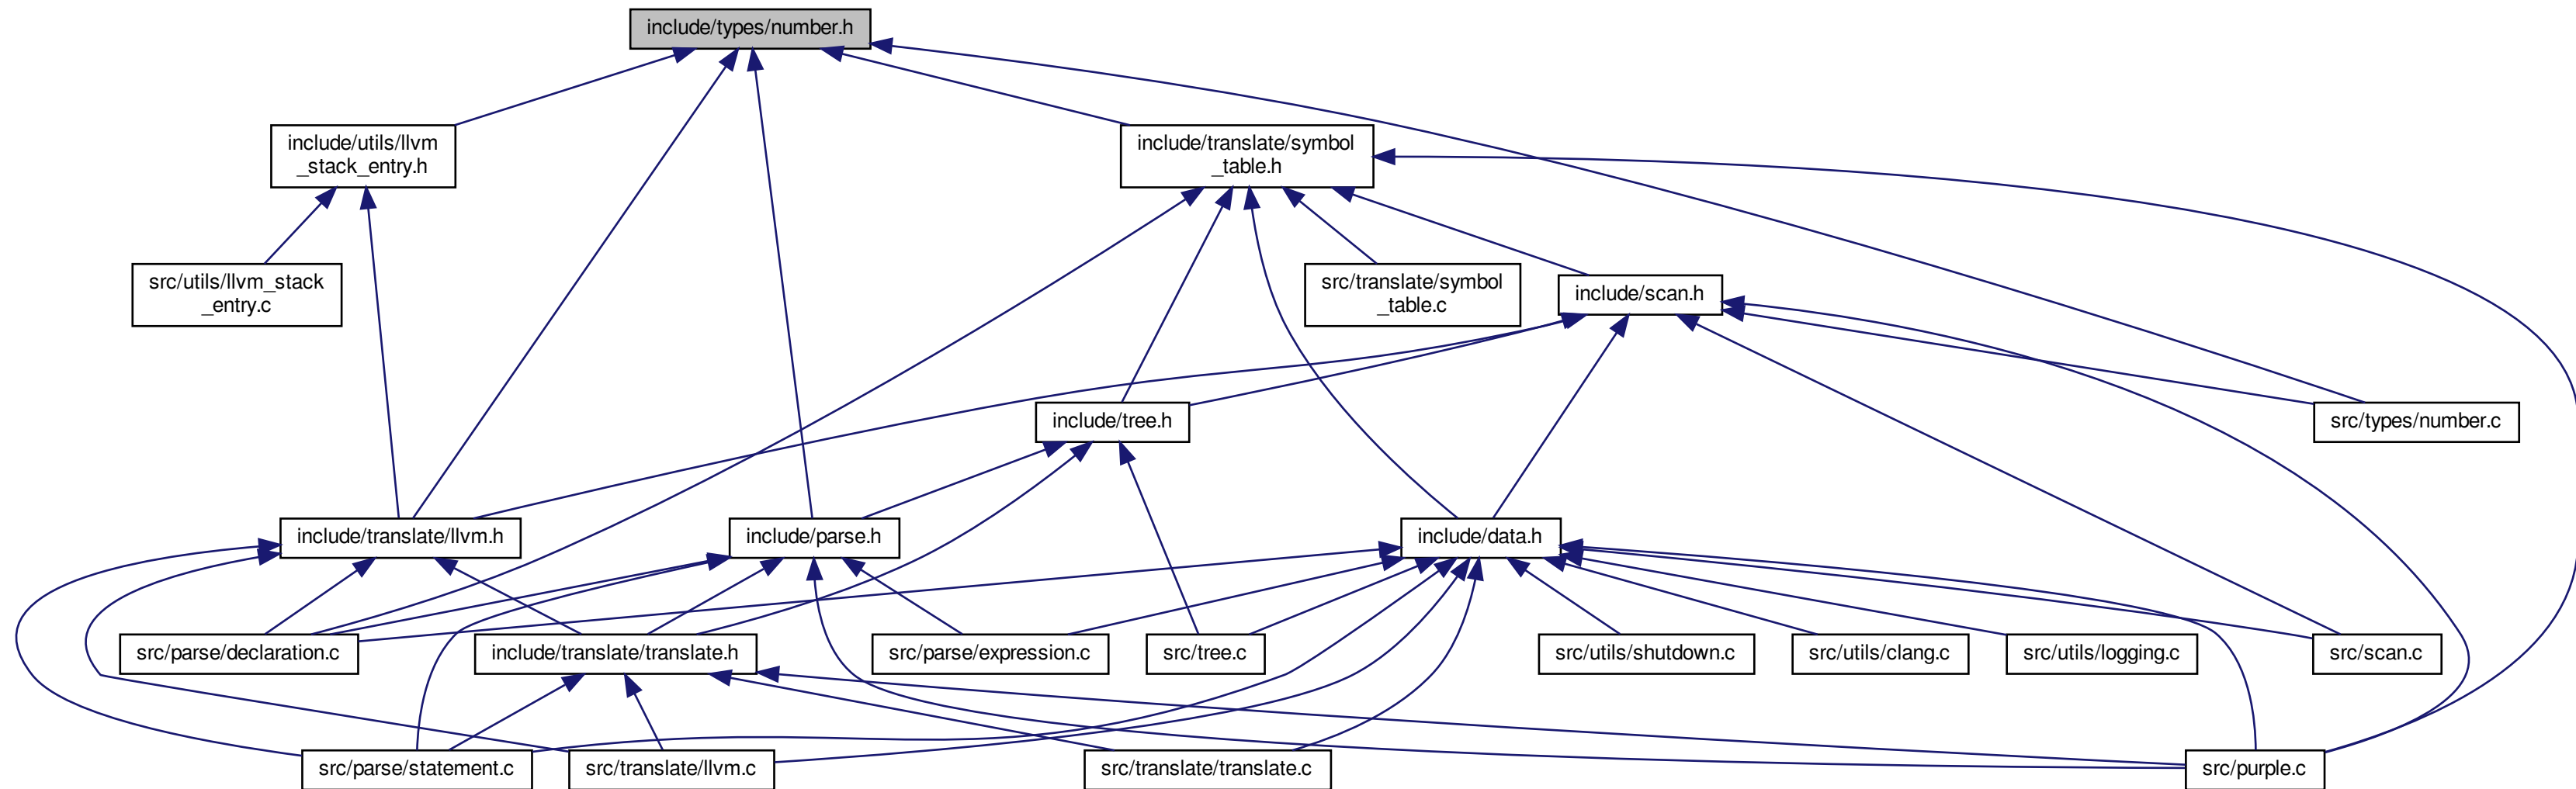 include/types/number.h
include/utils/llvm
_stack_entry.h
include/translate/symbol
_table.h
src/utils/llvm_stack
_entry.c
src/translate/symbol
_table.c
include/scan.h
include/tree.h
src/types/number.c
include/translate/llvm.h
include/parse.h
include/data.h
src/parse/declaration.c
include/translate/translate.h
src/parse/expression.c
src/tree.c
src/utils/shutdown.c
src/utils/clang.c
src/utils/logging.c
src/scan.c
src/parse/statement.c
src/translate/llvm.c
src/translate/translate.c
src/purple.c